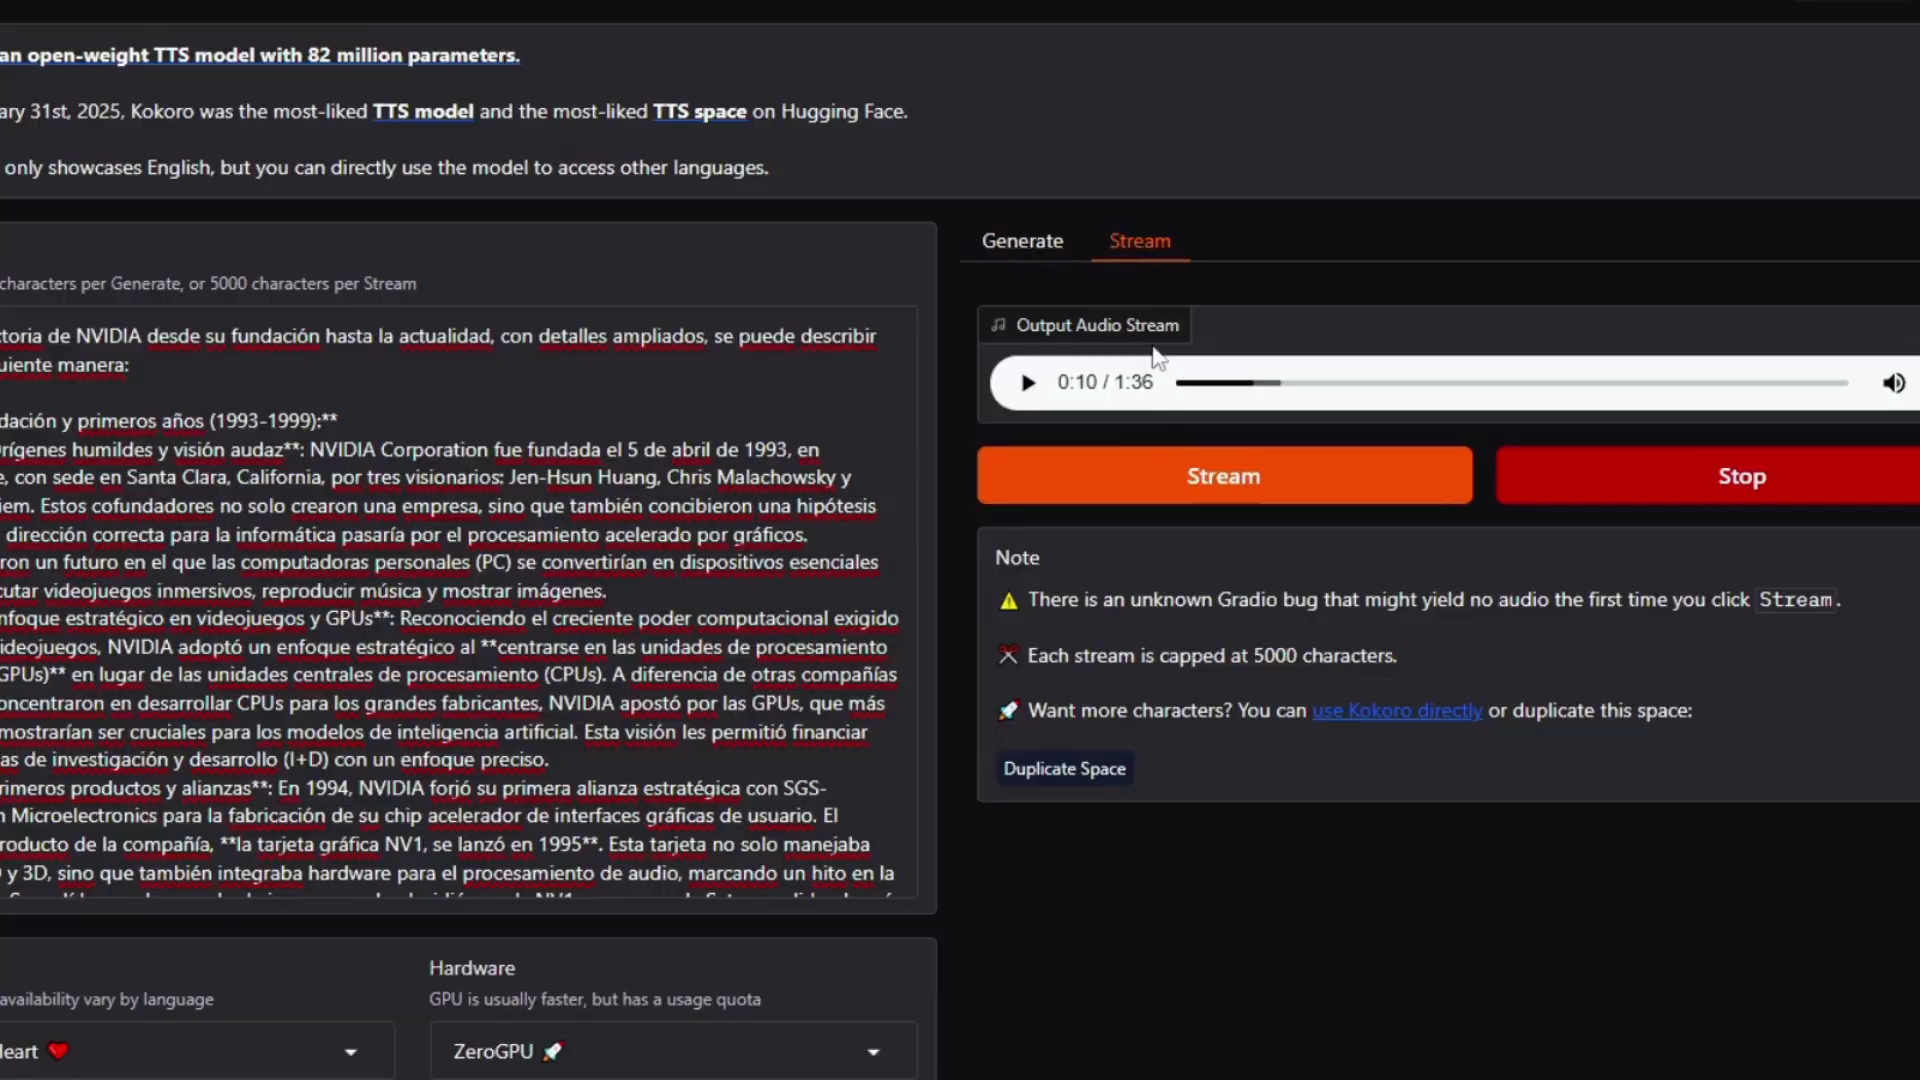 an open-weight TTS model with 82 million parameters.
ary 31st, 2025, Kokoro was the most-liked TTS model and the most-liked TTS space on Hugging Face.
only showcases English, but you can directly use the model to access other languages.
characters per Generate, or 5000 characters per Stream
toria de NVIDIA desde su fundación hasta la actualidad, con detalles ampliados, se puede describir
uiente manera:
dación y primeros años (1993-1999):**
rígenes humildes y visión audaz**: NVIDIA Corporation fue fundada el 5 de abril de 1993, en
e, con sede en Santa Clara, California, por tres visionarios: Jen-Hsun Huang, Chris Malachowsky y
iem. Estos cofundadores no solo crearon una empresa, sino que también concibieron una hipótesis
dirección correcta para la informática pasaría por el procesamiento acelerado por gráficos.
ron un futuro en el que las computadoras personales (PC) se convertirían en dispositivos esenciales
cutar videojuegos inmersivos, reproducir música y mostrar imágenes.
nfoque estratégico en videojuegos y GPUs**: Reconociendo el creciente poder computacional exigido
ideojuegos, NVIDIA adoptó un enfoque estratégico al **centrarse en las unidades de procesamiento
GPUs)** en lugar de las unidades centrales de procesamiento (CPUs). A diferencia de otras compañías
oncentraron en desarrollar CPUs para los grandes fabricantes, NVIDIA apostó por las GPUs, que más
mostrarían ser cruciales para los modelos de inteligencia artificial. Esta visión les permitió financiar
as de investigación y desarrollo (I+D) con un enfoque preciso.
rimeros productos y alianzas**: En 1994, NVIDIA forjó su primera alianza estratégica con SGS-
n Microelectronics para la fabricación de su chip acelerador de interfaces gráficas de usuario. El
roducto de la compañía, **la tarjeta gráfica NV1, se lanzó en 1995**. Esta tarjeta no solo manejaba
y 3D, sino que también integraba hardware para el procesamiento de audio, marcando un hito en la
availability vary by language
Heart ❤️
Hardware
GPU is usually faster, but has a usage quota
ZeroGPU 🚀
Generate
Stream
Output Audio Stream
0:10 / 1:36
Stream
Stop
Note
⚠️ There is an unknown Gradio bug that might yield no audio the first time you click Stream.
✂️ Each stream is capped at 5000 characters.
🚀 Want more characters? You can use Kokoro directly or duplicate this space:
Duplicate Space